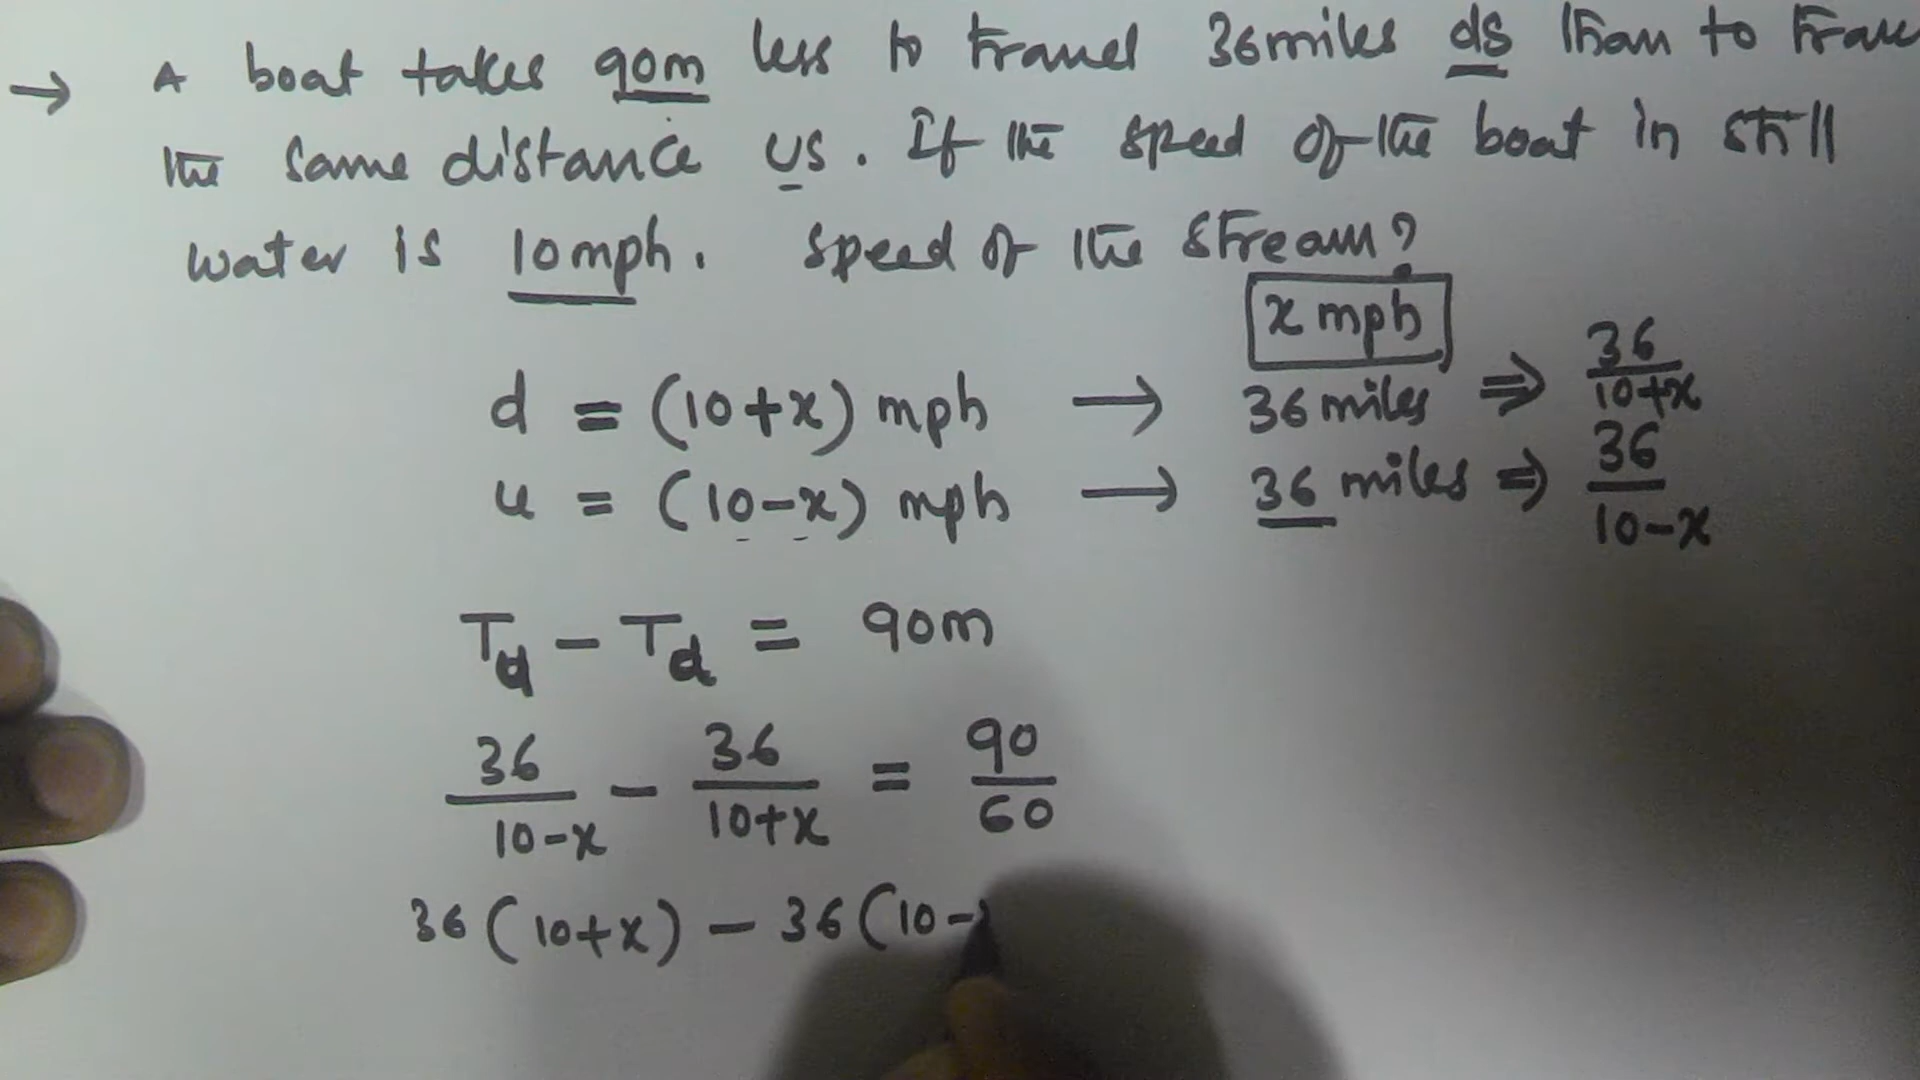 → A boat takes 90m less to travel 36miles ds than to trave
the same distance us. If the speed of the boat in still
water is 10mph. speed of the stream?
x mph
d = (10+x) mph → 36 miles ⇒ 36/10+x
u = (10-x) mph → 36 miles ⇒ 36/10-x
Tu - Td = 90m
36/10-x - 36/10+x = 90/60
36(10+x) - 36(10-